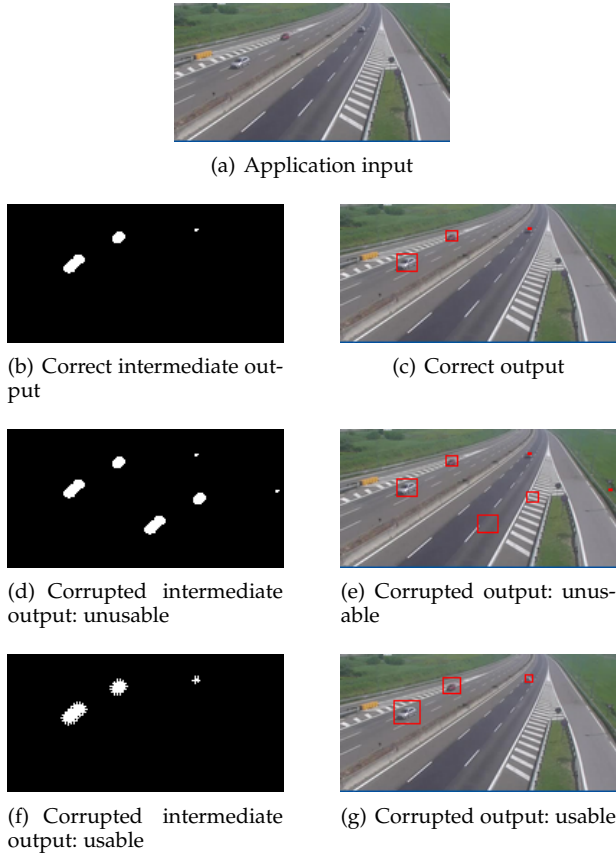 (a) Application input
(b) Correct intermediate out-
put
(c) Correct output
(d) Corrupted intermediate
output: unusable
(e) Corrupted output: unus-
able
(f) Corrupted intermediate
output: usable
(g) Corrupted output: usable